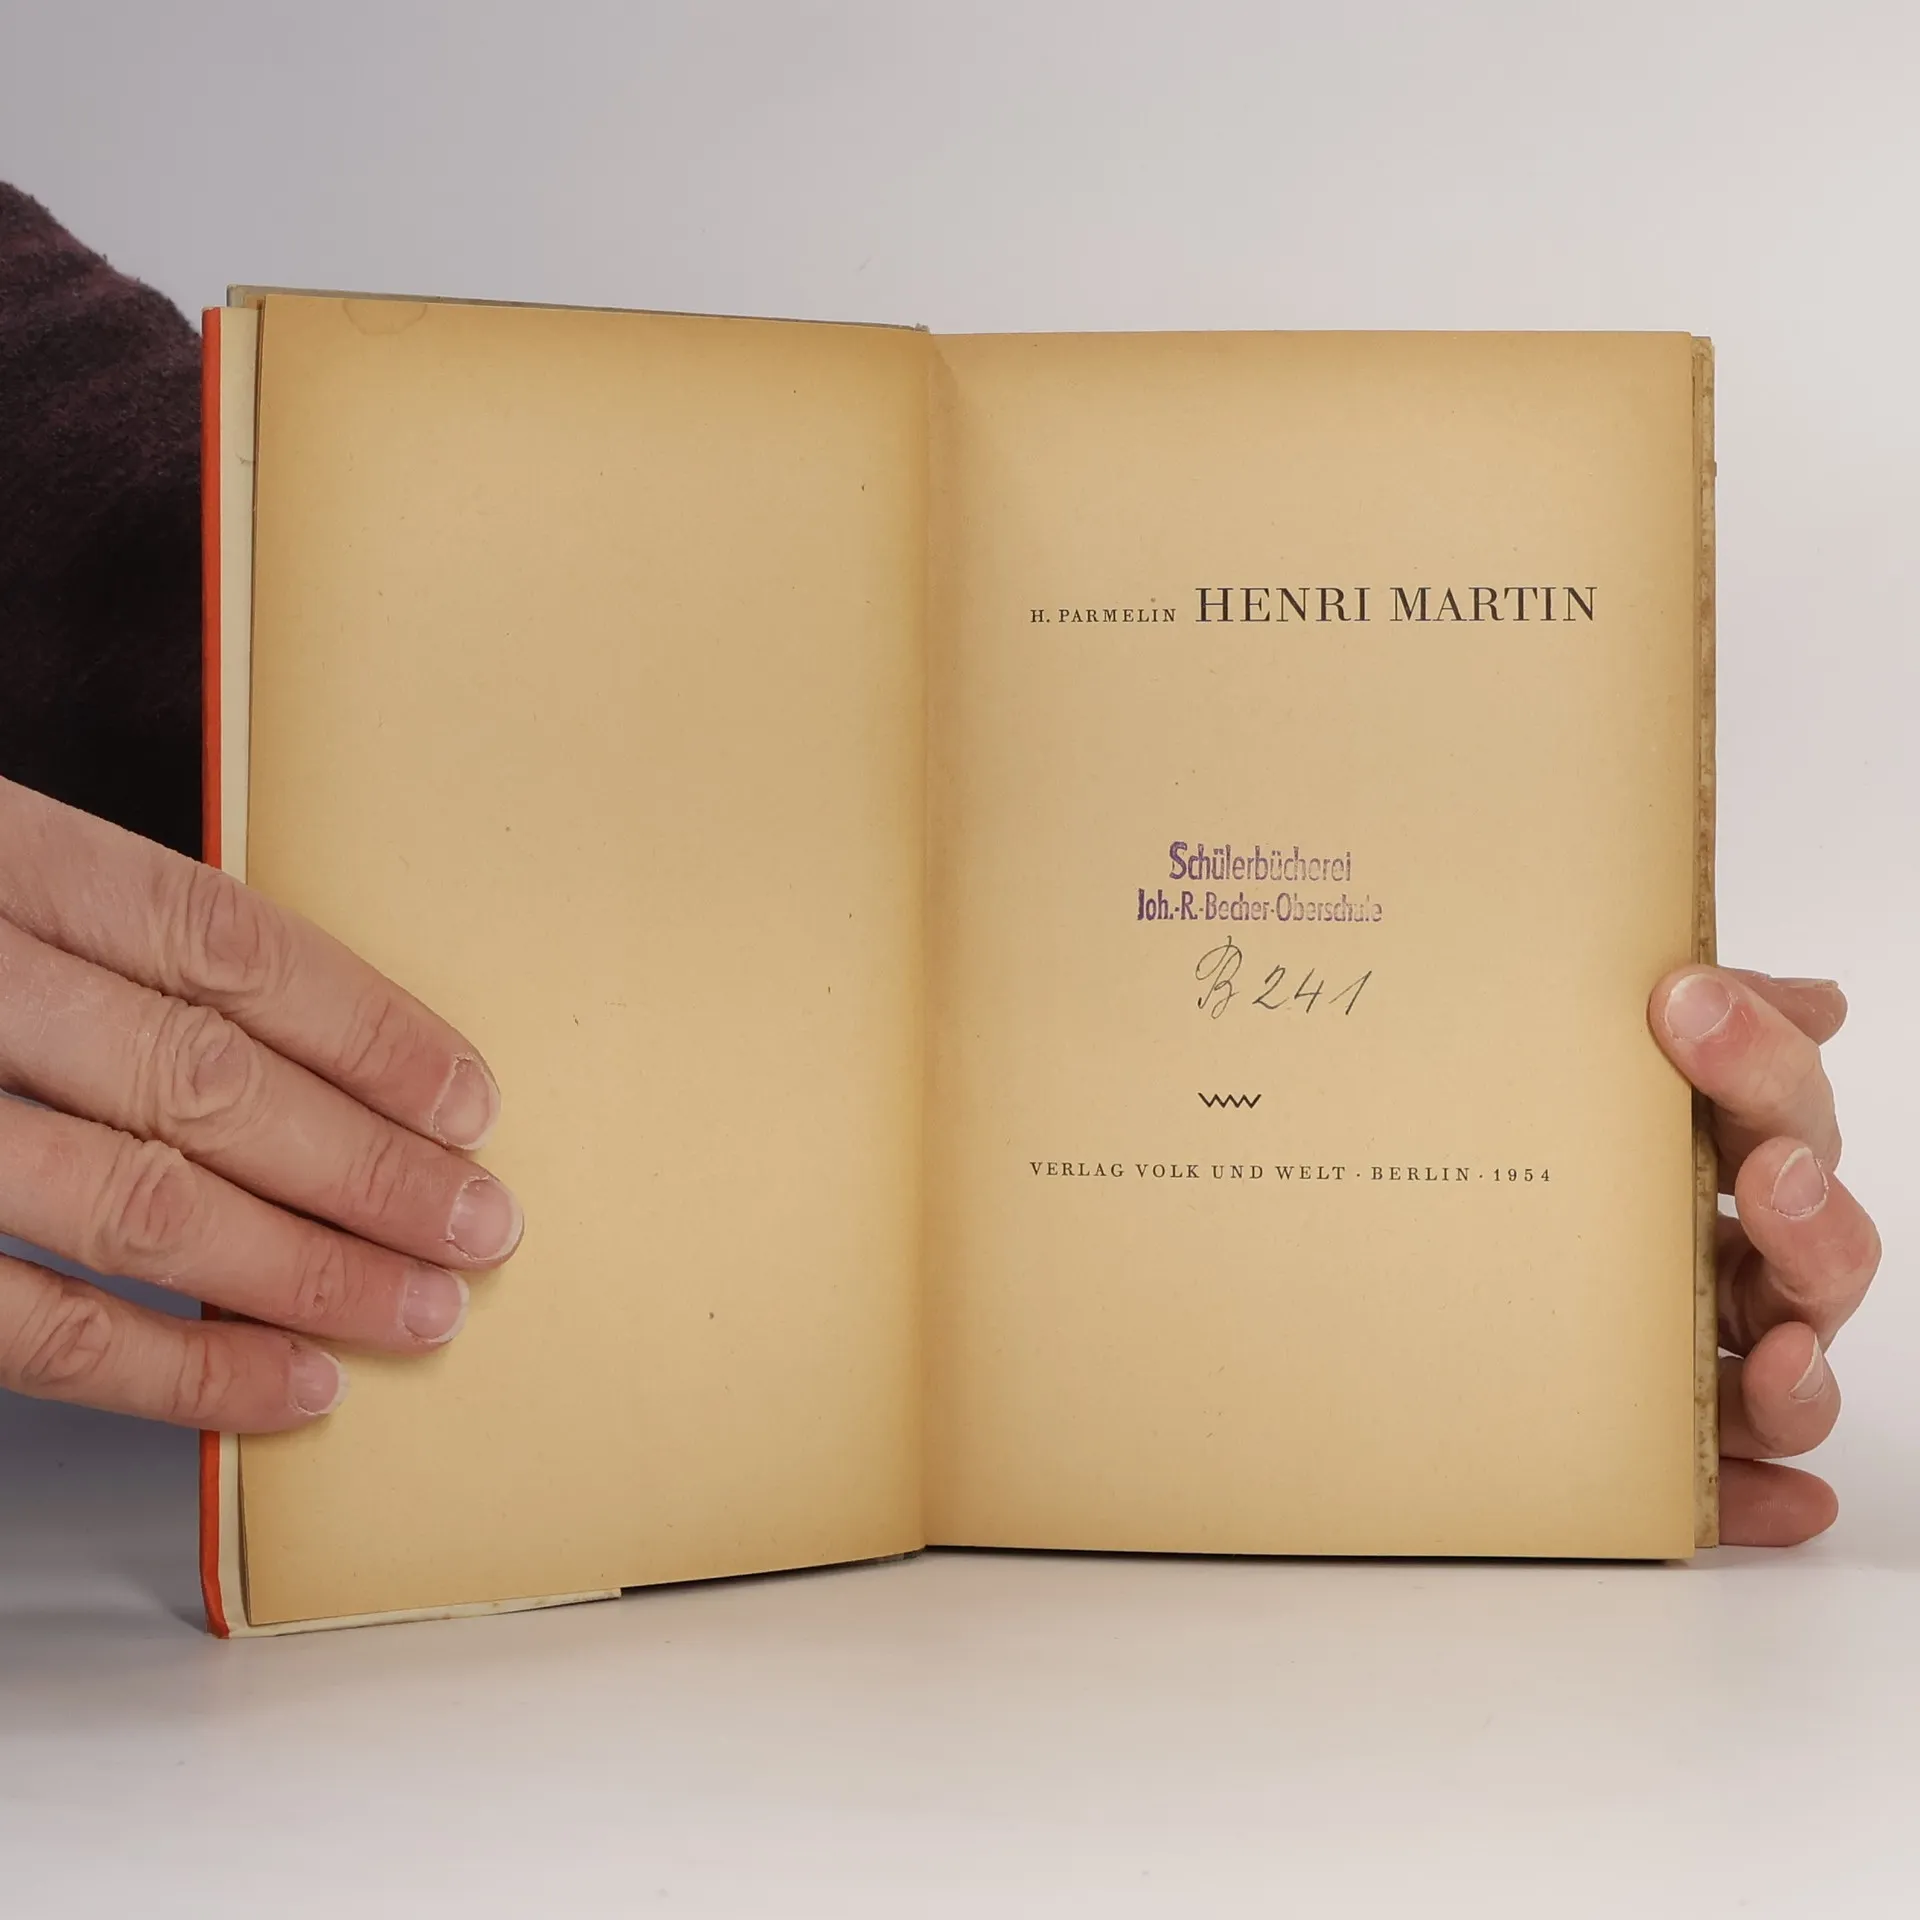 H. PARMELIN HENRI MARTIN
Schülerbücherei
Joh.-R.-Becher-Oberschule
B 241
VERLAG VOLK UND WELT · BERLIN · 1954